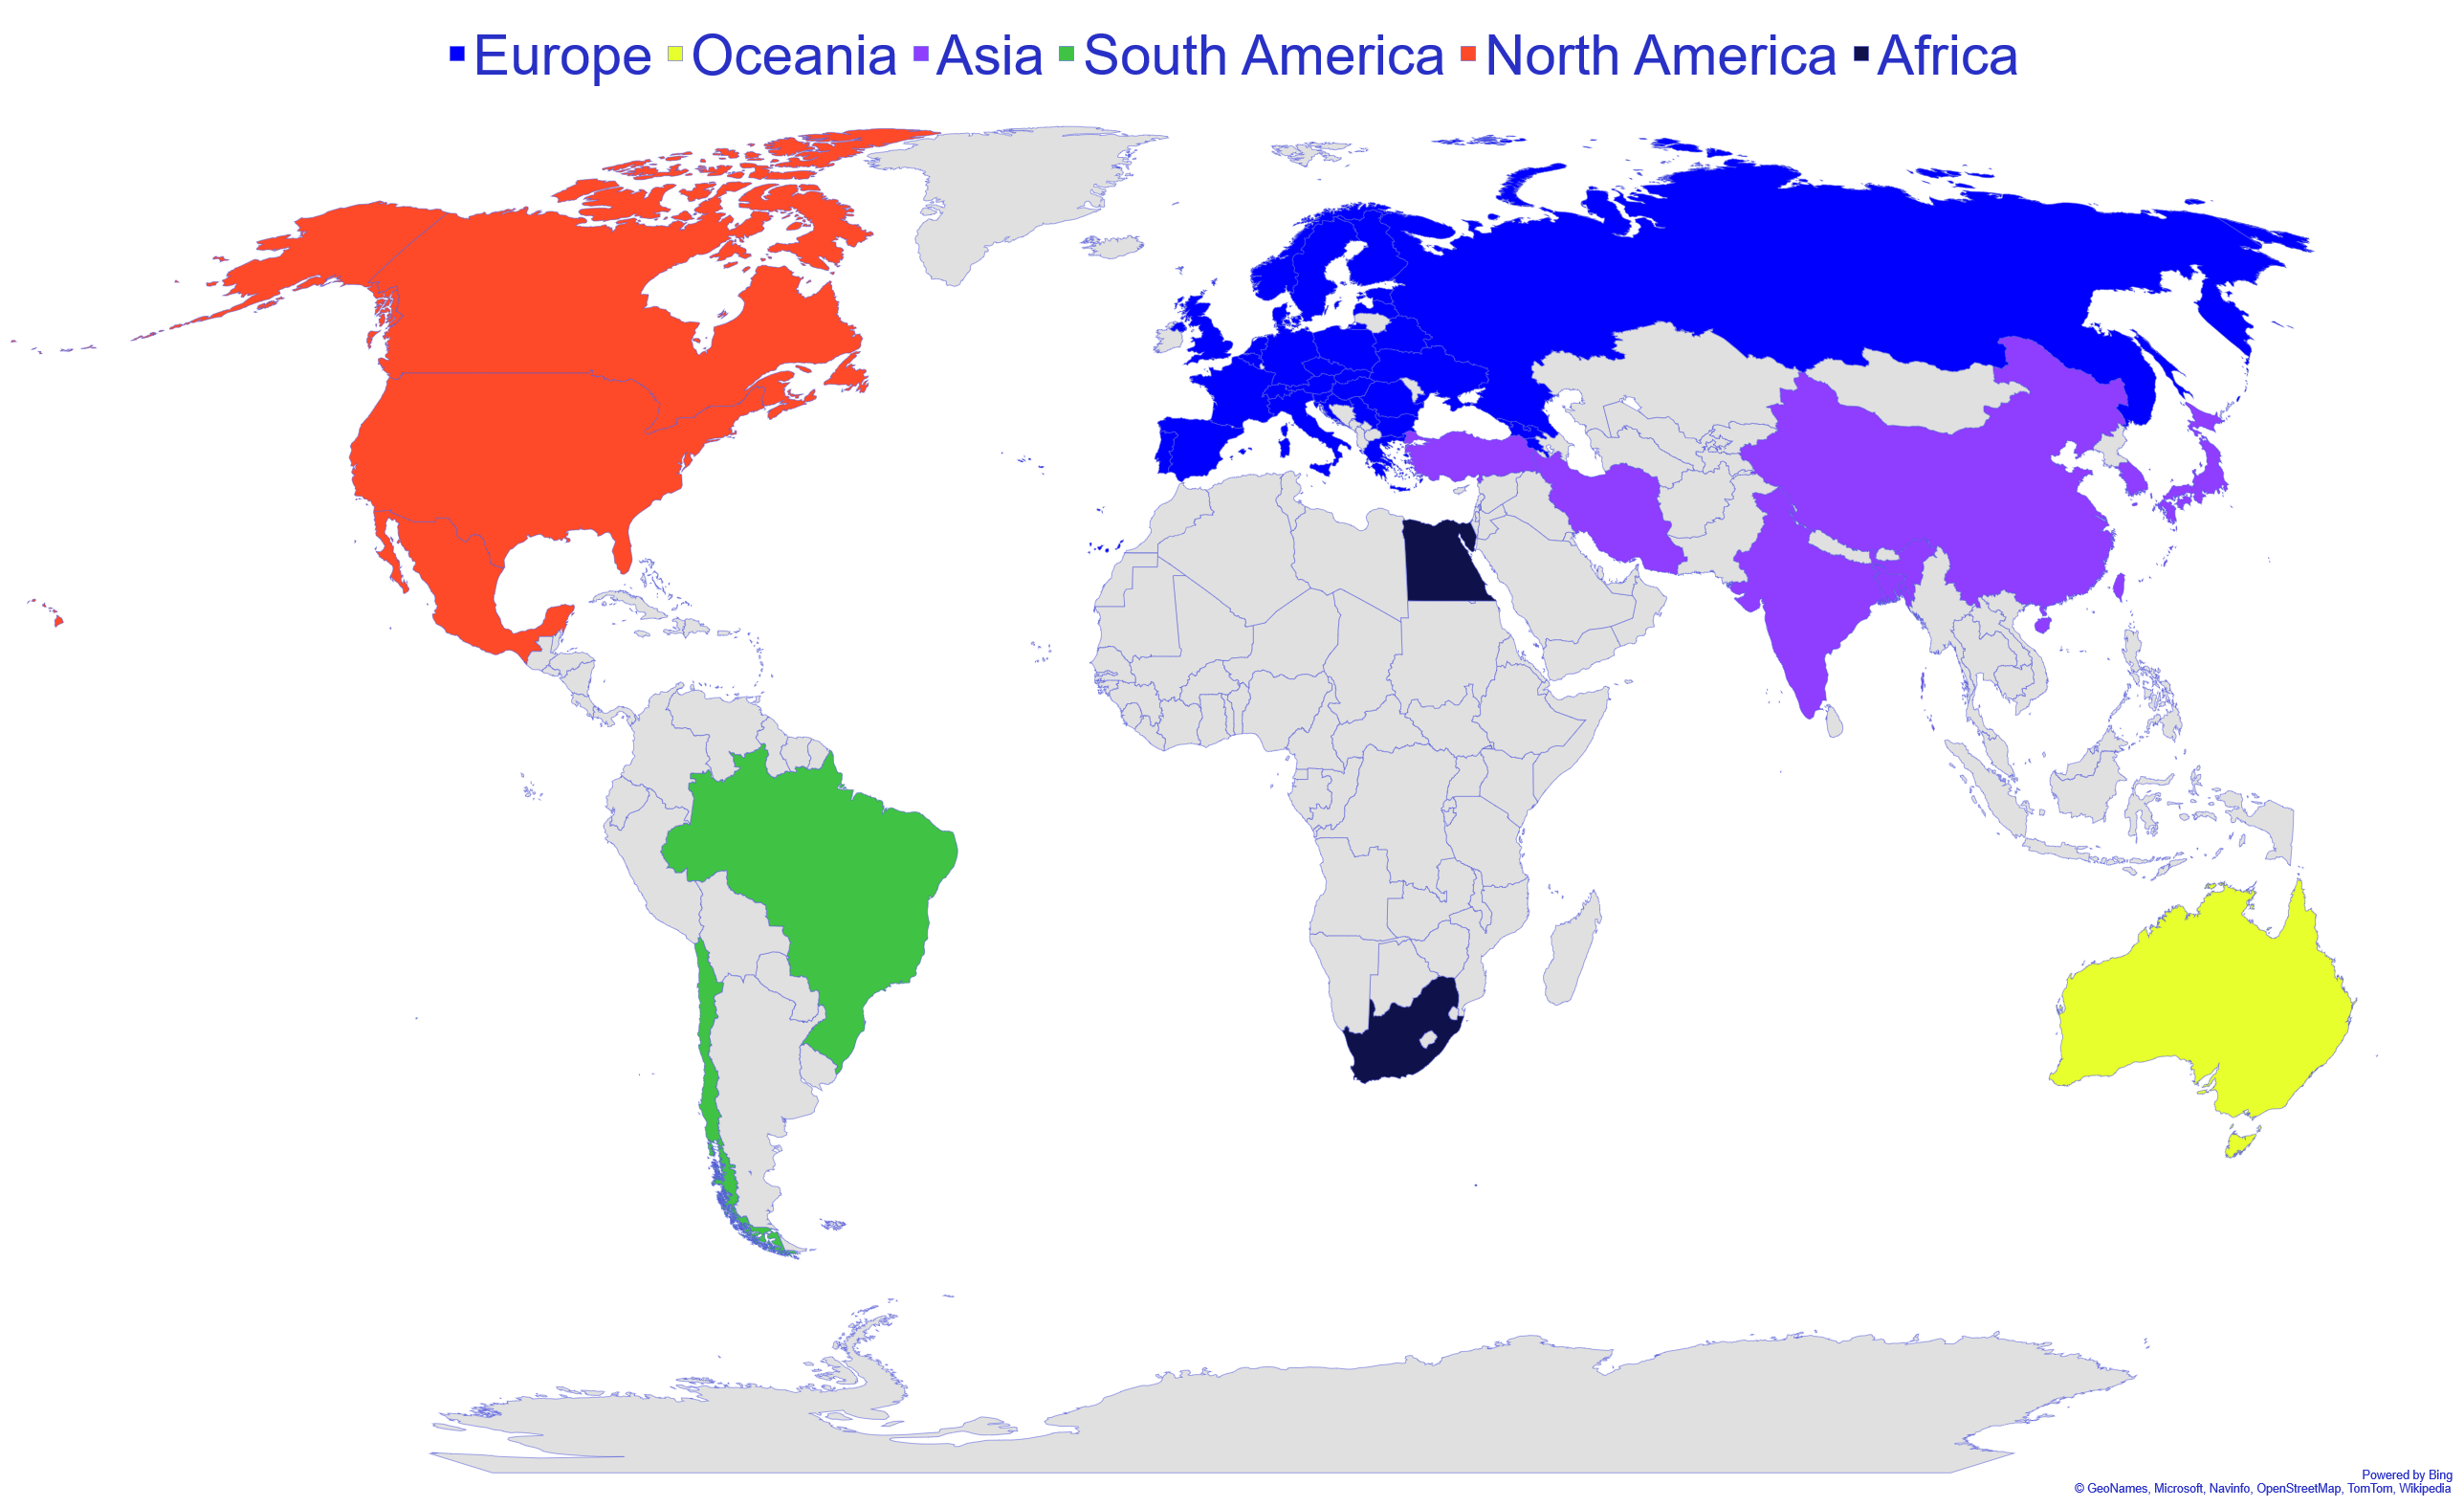 Europe Oceania Asia South America North America Africa
Powered by Bing
© GeoNames, Microsoft, Navinfo, OpenStreetMap, TomTom, Wikipedia